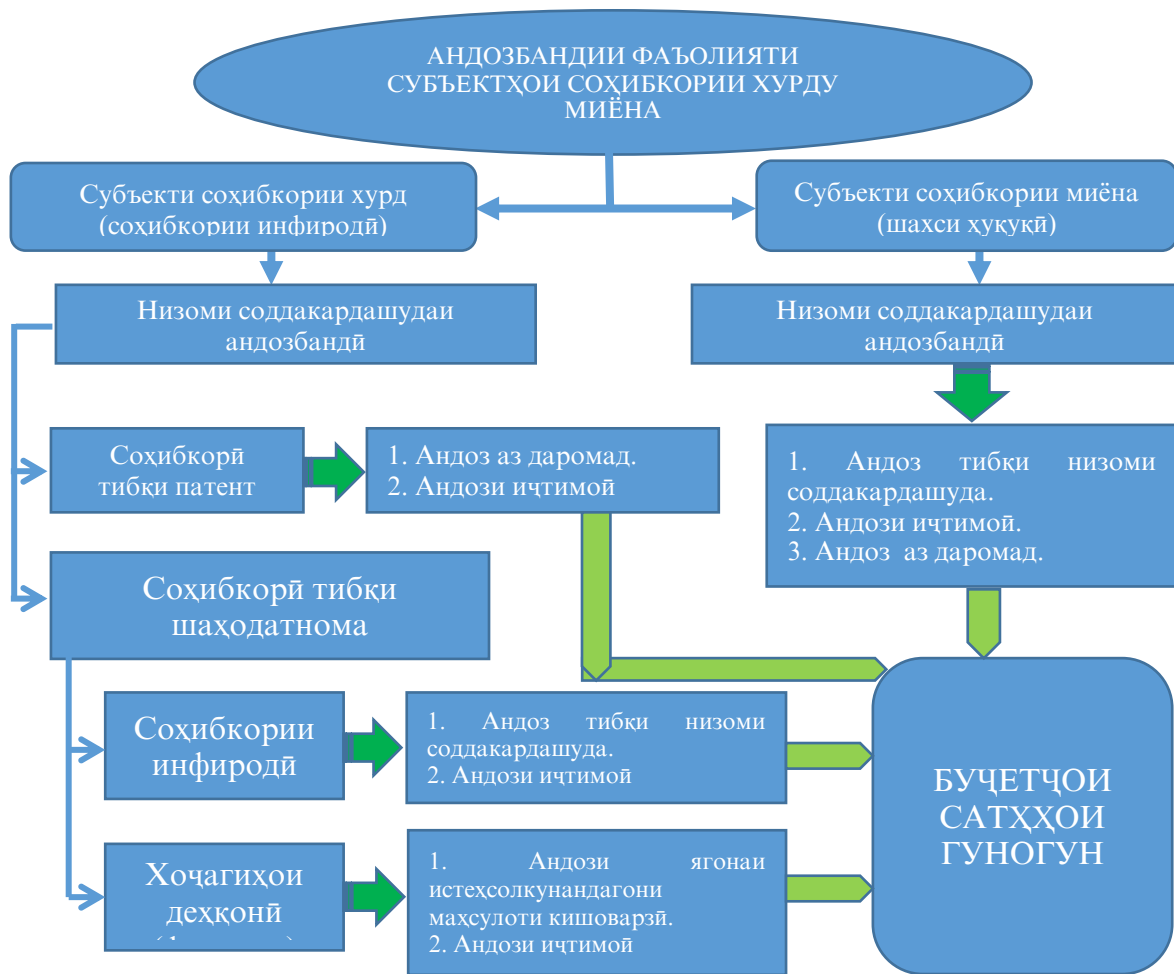 АНДОЗБАНДИИ ФАЪОЛИЯТИ
СУБЪЕКТҲОИ СОҲИБКОРИИ ХУРДУ
МИЁНА
Субъекти соҳибкории хурд
(соҳибкории инфиродӣ)
Субъекти соҳибкории миёна
(шахси ҳуқуқӣ)
Низоми соддакардашудаи
андозбандӣ
Низоми соддакардашудаи
андозбандӣ
Соҳибкорӣ
тибқи патент
1. Андоз аз даромад.
2. Андози иҷтимоӣ
1. Андоз тибқи низоми
соддакардашуда.
2. Андози иҷтимоӣ.
3. Андоз аз даромад.
Соҳибкорӣ тибқи
шаҳодатнома
Соҳибкории
инфиродӣ
1. Андоз тибқи низоми
соддакардашуда.
2. Андози иҷтимоӣ
БУҶЕТҶОИ
САТҲҲОИ
ГУНОГУН
Хоҷагиҳои
деҳқонӣ
1. Андози ягонаи
истеҳсолкунандагони
маҳсулоти кишоварзӣ.
2. Андози иҷтимоӣ